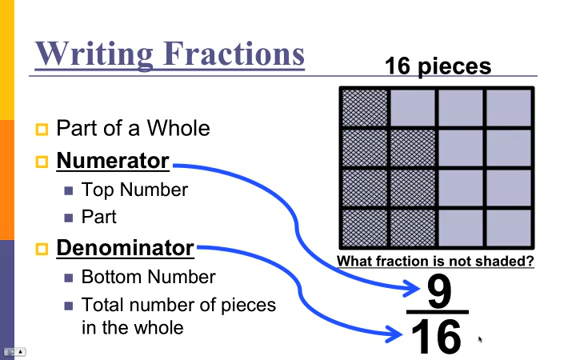 Writing Fractions
16 pieces
Part of a Whole
Numerator
Top Number
Part
Denominator
Bottom Number
Total number of pieces
in the whole
What fraction is not shaded?
9
16